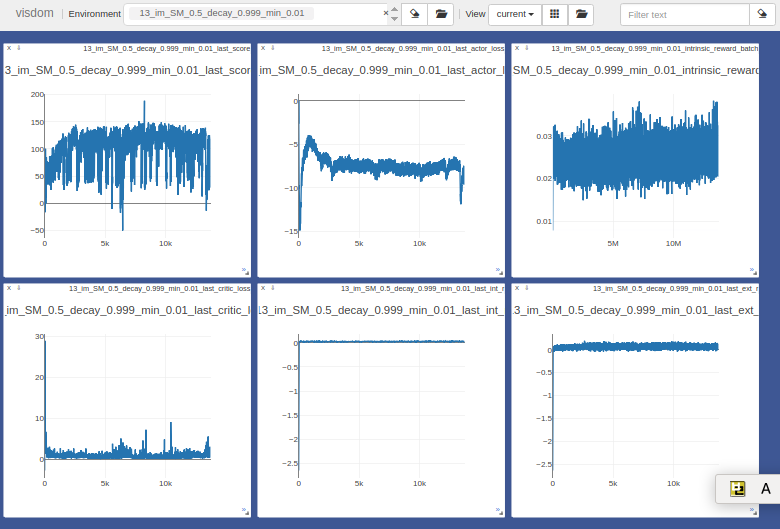 visdom Environment 13_im_SM_0.5_decay_0.999_min_0.01 × View current Filter text
X 13_im_SM_0.5_decay_0.999_min_0.01_last_score
3_im_SM_0.5_decay_0.999_min_0.01_last_scor
200
150
100
50
0
−50
0 5k 10k
»
X 13_im_SM_0.5_decay_0.999_min_0.01_last_actor_loss
im_SM_0.5_decay_0.999_min_0.01_last_actor_l
0
−5
−10
−15
0 5k 10k
»
X 13_im_SM_0.5_decay_0.999_min_0.01_intrinsic_reward_batch
SM_0.5_decay_0.999_min_0.01_intrinsic_reward
0.03
0.02
0.01
5M 10M
»
X 13_im_SM_0.5_decay_0.999_min_0.01_last_critic_loss
_im_SM_0.5_decay_0.999_min_0.01_last_critic_l
30
20
10
0
0 5k 10k
»
X 13_im_SM_0.5_decay_0.999_min_0.01_last_int_r
13_im_SM_0.5_decay_0.999_min_0.01_last_int_
0
−0.5
−1
−1.5
−2
−2.5
0 5k 10k
»
X 13_im_SM_0.5_decay_0.999_min_0.01_last_ext_r
13_im_SM_0.5_decay_0.999_min_0.01_last_ext_
0
−0.5
−1
−1.5
−2
−2.5
0 5k 10k
»
A